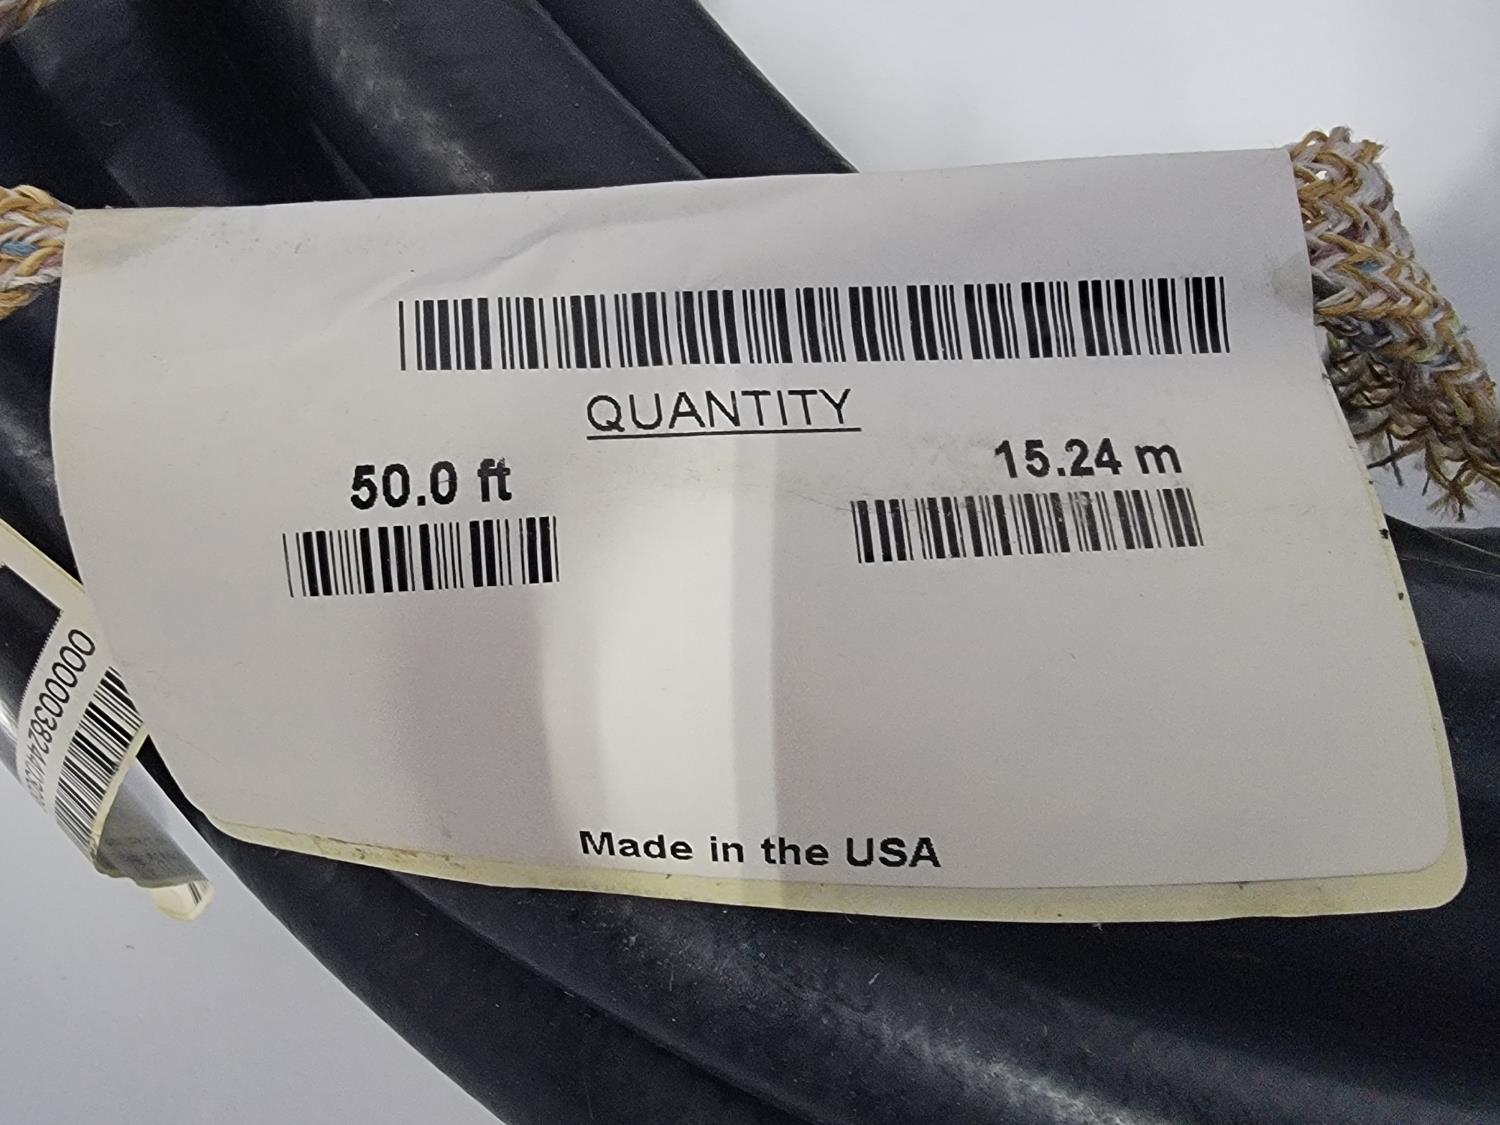 QUANTITY
50.0 ft
15.24 m
Made in the USA